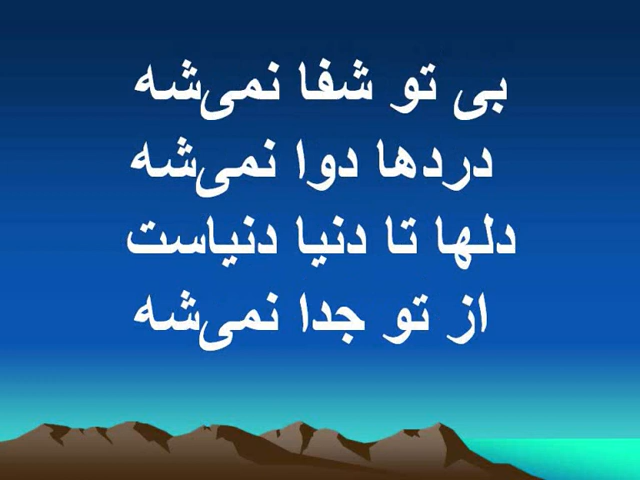 بی تو شفا نمی‌شه
دردها دوا نمی‌شه
دلها تا دنیا دنیاست
از تو جدا نمی‌شه